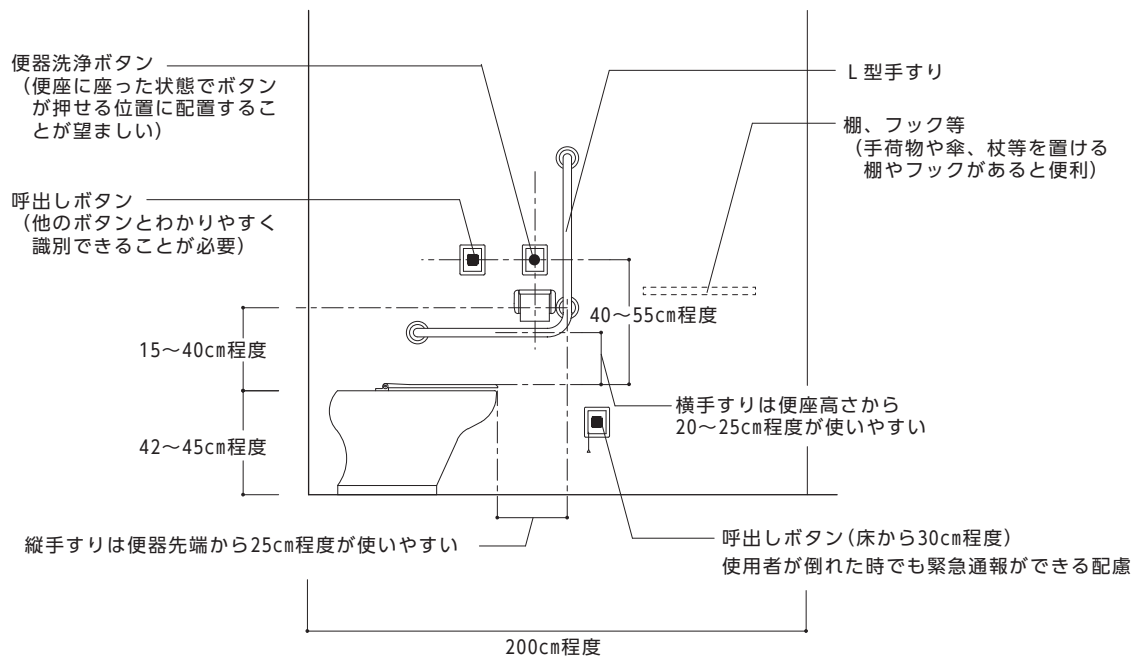 便器洗浄ボタン
（便座に座った状態でボタン
が押せる位置に配置するこ
とが望ましい）
L 型手すり
棚、フック等
（手荷物や傘、杖等を置ける
棚やフックがあると便利）
呼出しボタン
（他のボタンとわかりやすく
識別できることが必要）
40～55cm程度
15～40cm程度
横手すりは便座高さから
20～25cm程度が使いやすい
42～45cm程度
縦手すりは便器先端から25cm程度が使いやすい
呼出しボタン（床から30cm程度）
使用者が倒れた時でも緊急通報ができる配慮
200cm程度